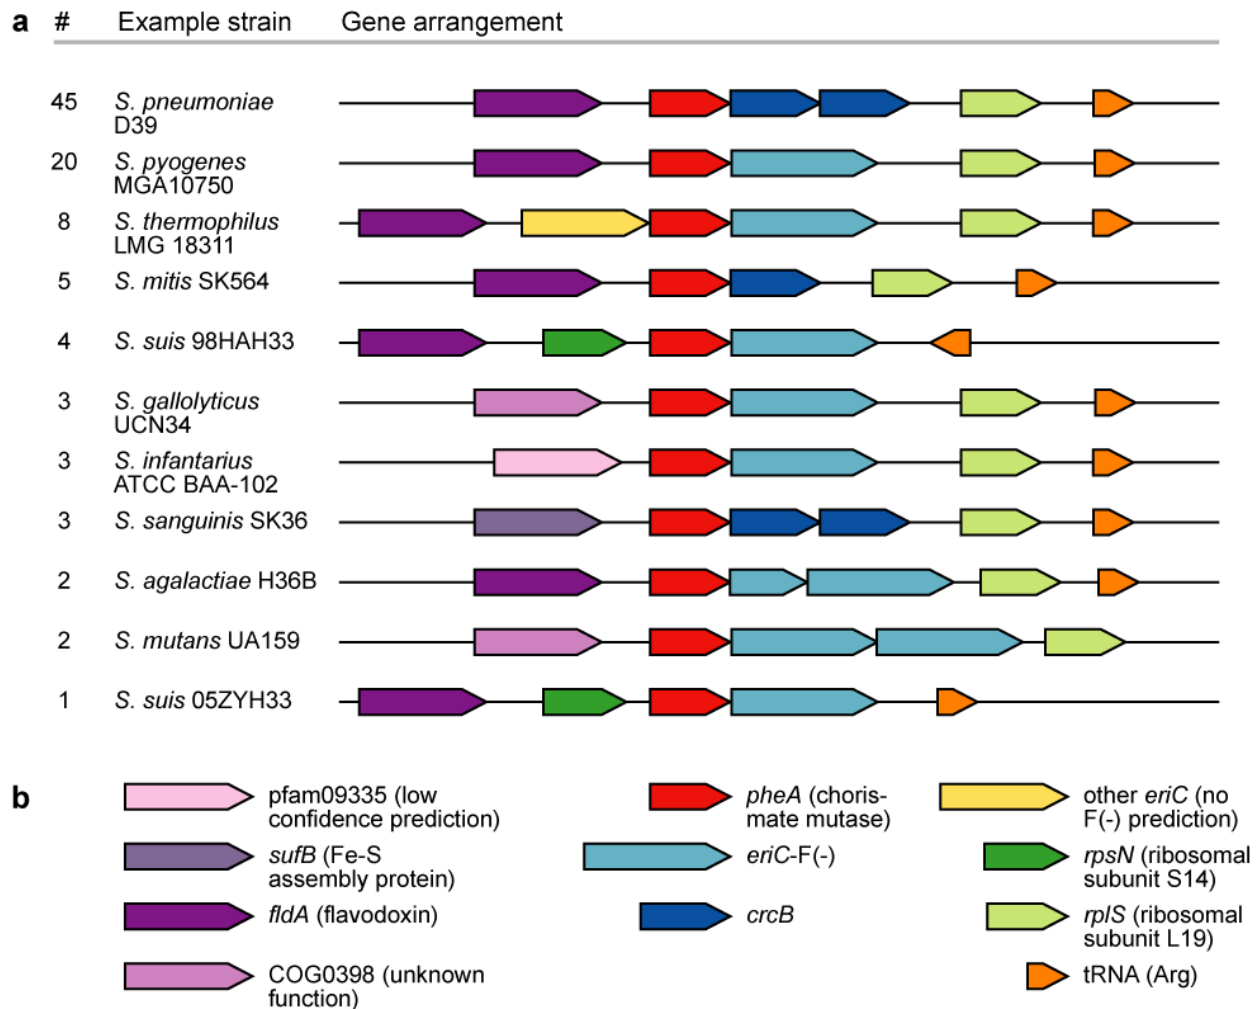 a # Example strain Gene arrangement
45 S. pneumoniae
D39
20 S. pyogenes
MGA10750
8 S. thermophilus
LMG 18311
5 S. mitis SK564
4 S. suis 98HAH33
3 S. gallolyticus
UCN34
3 S. infantarius
ATCC BAA-102
3 S. sanguinis SK36
2 S. agalactiae H36B
2 S. mutans UA159
1 S. suis 05ZYH33
b
pfam09335 (low
confidence prediction)
sufB (Fe-S
assembly protein)
fldA (flavodoxin)
COG0398 (unknown
function)
pheA (choris-
mate mutase)
eriC-F(-)
crcB
other eriC (no
F(-) prediction)
rpsN (ribosomal
subunit S14)
rplS (ribosomal
subunit L19)
tRNA (Arg)